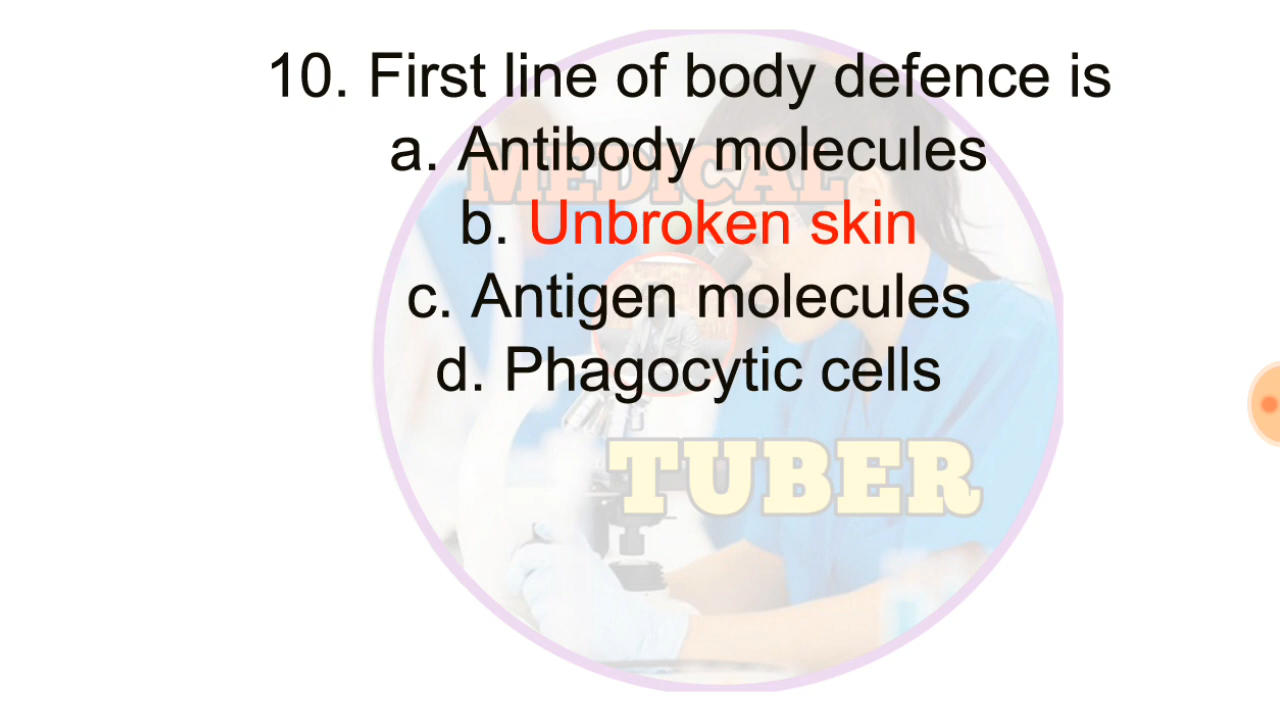 10. First line of body defence is
a. Antibody molecules
MEDICAL
b. Unbroken skin
c. Antigen molecules
d. Phagocytic cells
TUBER